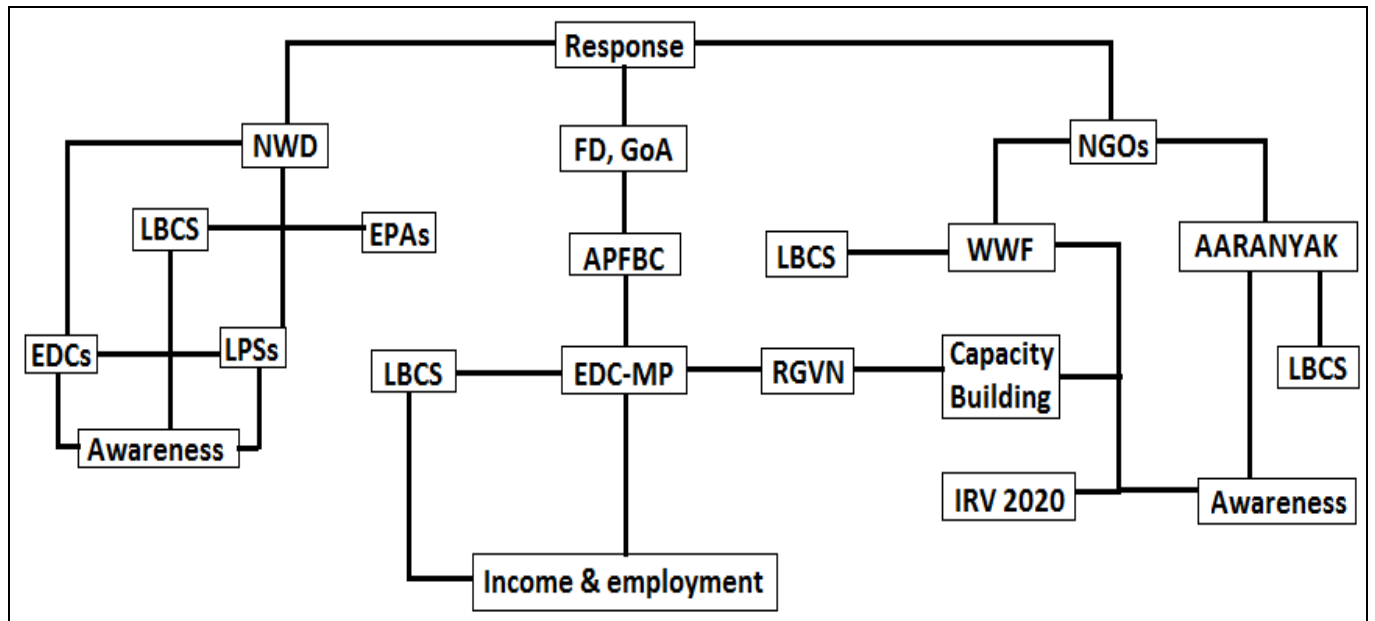 Response
NWD
FD, GoA
NGOs
LBCS
EPAs
APFBC
LBCS
WWF
AARANYAK
EDCs
LPSs
LBCS
EDC-MP
RGVN
Capacity
Building
LBCS
Awareness
IRV 2020
Awareness
Income & employment